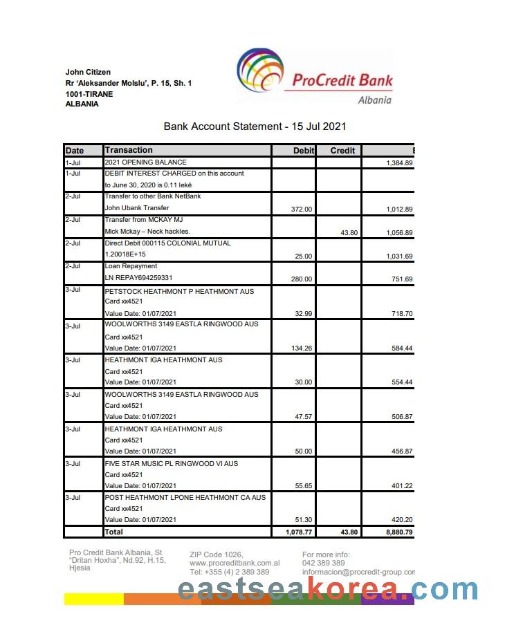 John Citizen
Rr 'Aleksander Molslu', P. 15, Sh. 1
1001-TIRANE
ALBANIA
ProCredit Bank
Albania
Bank Account Statement - 15 Jul 2021
Date Transaction Debit Credit
1-Jul 2021 OPENING BALANCE 1,384.89
1-Jul DEBIT INTEREST CHARGED on this account
to June 30, 2020 is 0.11 lekë
2-Jul Transfer to other Bank NetBank
John Ubank Transfer 372.00 1,012.89
2-Jul Transfer from MCKAY MJ
Mick Mckay – Neck hackles. 43.80 1,056.89
2-Jul Direct Debit 000115 COLONIAL MUTUAL
1.20018E+15 25.00 1,031.69
2-Jul Loan Repayment
LN REPAY694259331 280.00 751.69
3-Jul PETSTOCK HEATHMONT P HEATHMONT AUS
Card xx4521
Value Date: 01/07/2021 32.99 718.70
3-Jul WOOLWORTHS 3149 EASTLA RINGWOOD AUS
Card xx4521
Value Date: 01/07/2021 134.26 584.44
3-Jul HEATHMONT IGA HEATHMONT AUS
Card xx4521
Value Date: 01/07/2021 30.00 554.44
3-Jul WOOLWORTHS 3149 EASTLA RINGWOOD AUS
Card xx4521
Value Date: 01/07/2021 47.57 506.87
3-Jul HEATHMONT IGA HEATHMONT AUS
Card xx4521
Value Date: 01/07/2021 50.00 456.87
3-Jul FIVE STAR MUSIC PL RINGWOOD VI AUS
Card xx4521
Value Date: 01/07/2021 55.65 401.22
3-Jul POST HEATHMONT LPONE HEATHMONT CA AUS
Card xx4521
Value Date: 01/07/2021 51.30 420.20
Total 1,078.77 43.80 8,880.79
Pro Credit Bank Albania, St
"Dritan Hoxha", Nd.92, H.15,
Hjesia
ZIP Code 1026,
www.procreditbank.com.al
Tel: +355 (4) 2 389 389
For more info:
042 389 389
informacion@procredit-group.com
eastseakorea.com